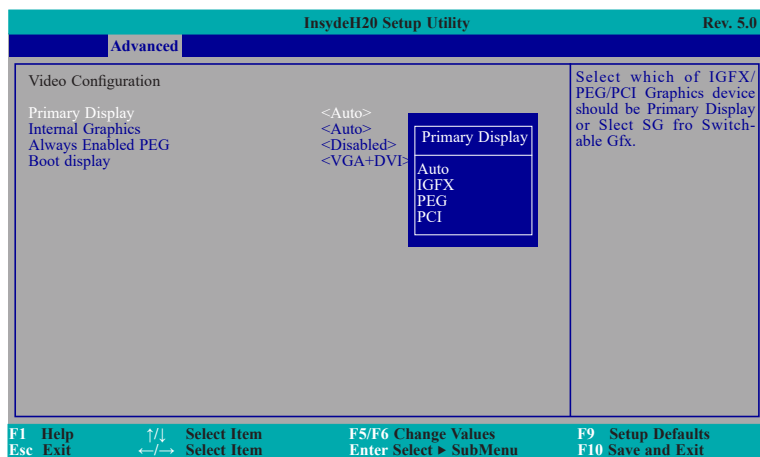 InsydeH20 Setup Utility Rev. 5.0
Advanced
Video Configuration
Primary Display <Auto>
Internal Graphics <Auto>
Always Enabled PEG <Disabled>
Boot display <VGA+DVI>
Primary Display
Auto
IGFX
PEG
PCI
Select which of IGFX/
PEG/PCI Graphics device
should be Primary Display
or Slect SG fro Switch-
able Gfx.
F1 Help ↑/↓ Select Item F5/F6 Change Values F9 Setup Defaults
Esc Exit ←/→ Select Item Enter Select ▶ SubMenu F10 Save and Exit